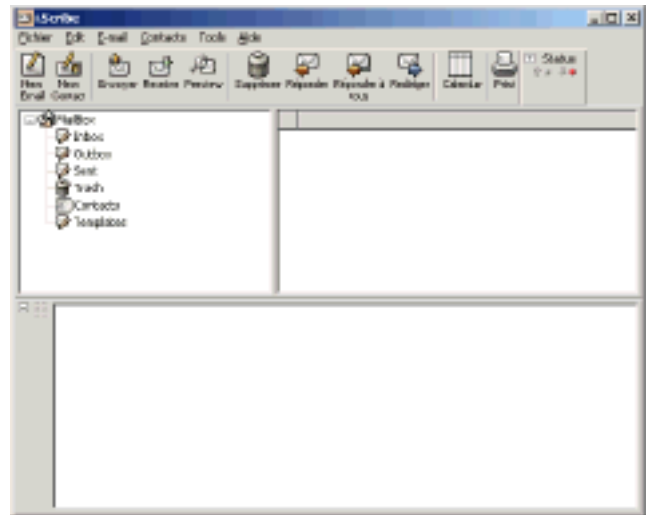 i.Scribe
Fichier Edit E-mail Contacts Tools Aide
New Email New Contact Envoyer Receive Preview Supprimer Répondre Répondre à tous Rediriger Calendar Print Status
MailBox
Inbox
Outbox
Sent
Trash
Contacts
Templates